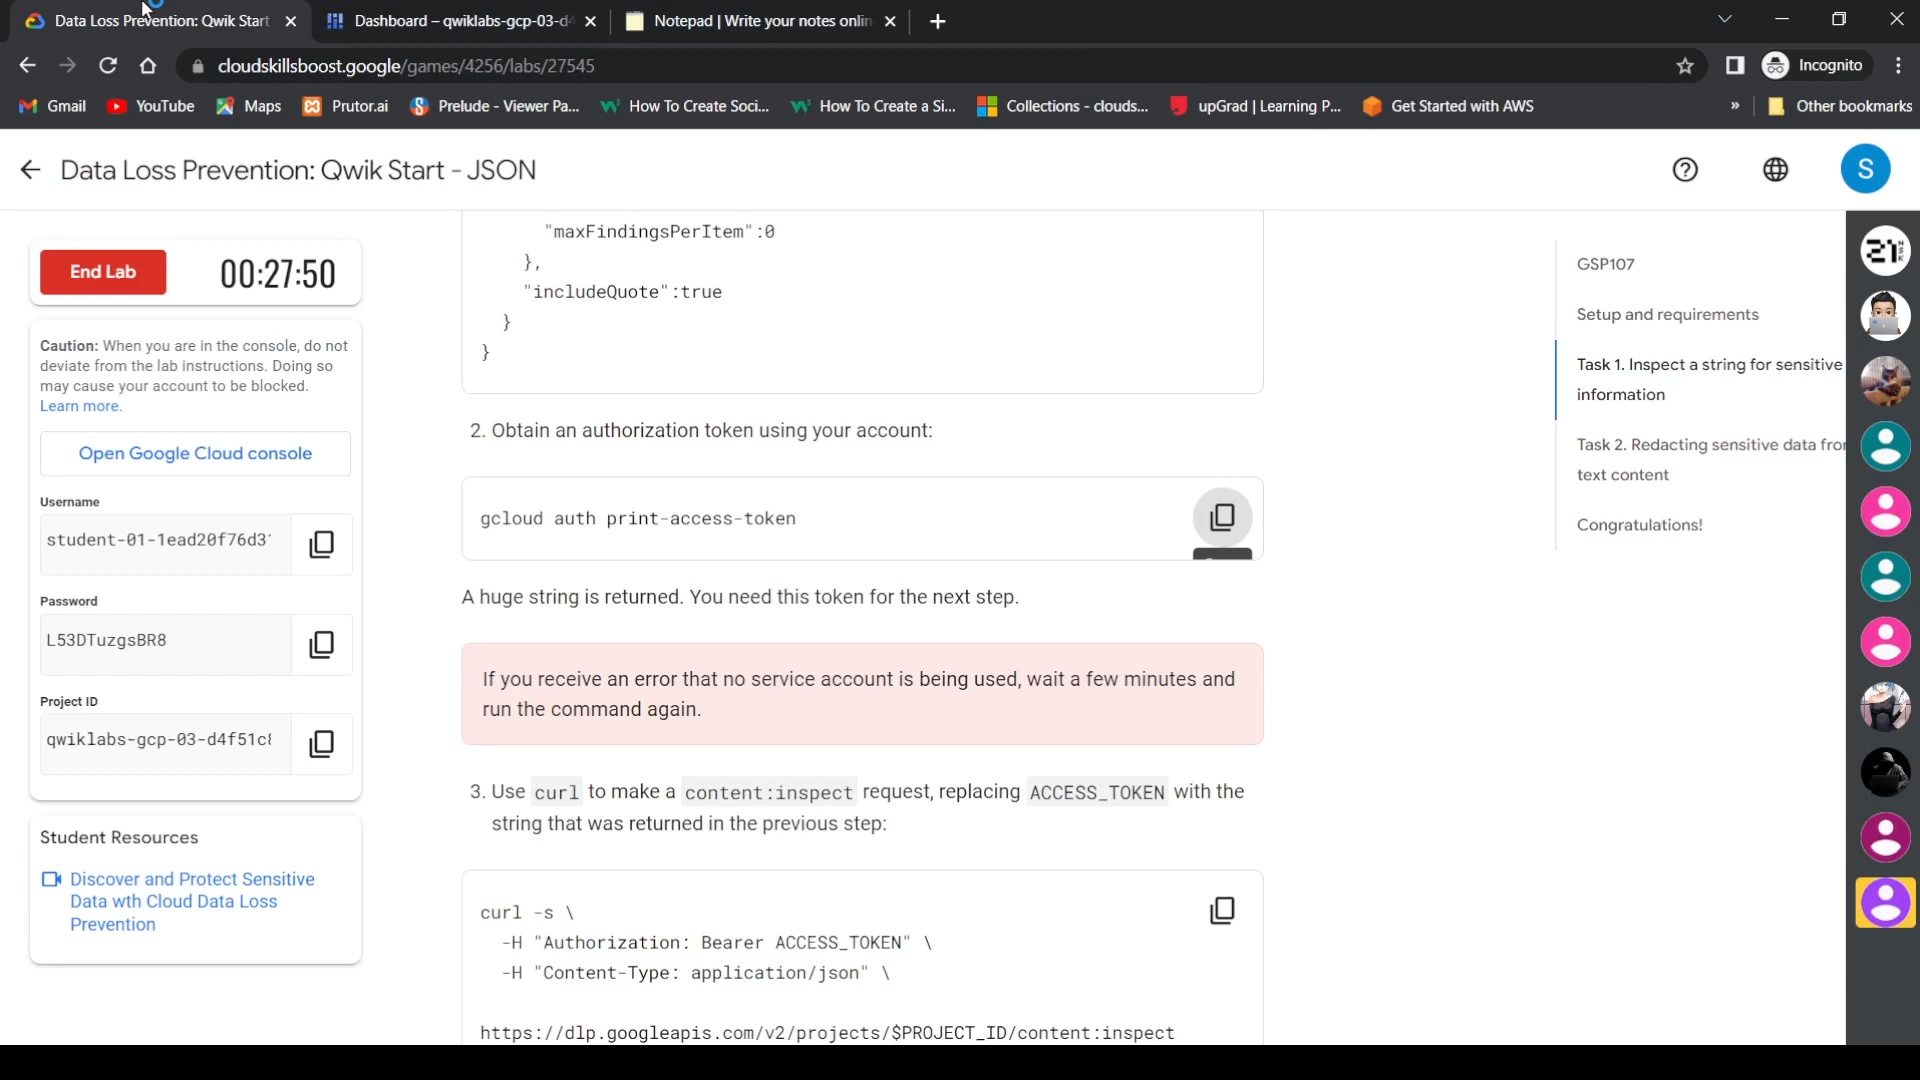 Data Loss Prevention: Qwik Start
Dashboard – qwiklabs-gcp-03-d4
Notepad | Write your notes onlin
cloudskillsboost.google/games/4256/labs/27545
Incognito
Gmail
YouTube
Maps
Prutor.ai
Prelude - Viewer Pa...
How To Create Soci...
How To Create a Si...
Collections - clouds...
upGrad | Learning P...
Get Started with AWS
»
Other bookmarks
Data Loss Prevention: Qwik Start - JSON
S
End Lab
00:27:50
Caution: When you are in the console, do not
deviate from the lab instructions. Doing so
may cause your account to be blocked.
Learn more.
Open Google Cloud console
Username
student-01-1ead20f76d3
Password
L53DTuzgsBR8
Project ID
qwiklabs-gcp-03-d4f51c
Student Resources
Discover and Protect Sensitive
Data wth Cloud Data Loss
Prevention
"maxFindingsPerItem":0
},
"includeQuote":true
}
}
2. Obtain an authorization token using your account:
gcloud auth print-access-token
A huge string is returned. You need this token for the next step.
If you receive an error that no service account is being used, wait a few minutes and
run the command again.
3. Use curl to make a content:inspect request, replacing ACCESS_TOKEN with the
string that was returned in the previous step:
curl -s \
-H "Authorization: Bearer ACCESS_TOKEN" \
-H "Content-Type: application/json" \
https://dlp.googleapis.com/v2/projects/$PROJECT_ID/content:inspect
GSP107
Setup and requirements
Task 1. Inspect a string for sensitive
information
Task 2. Redacting sensitive data fro
text content
Congratulations!
21